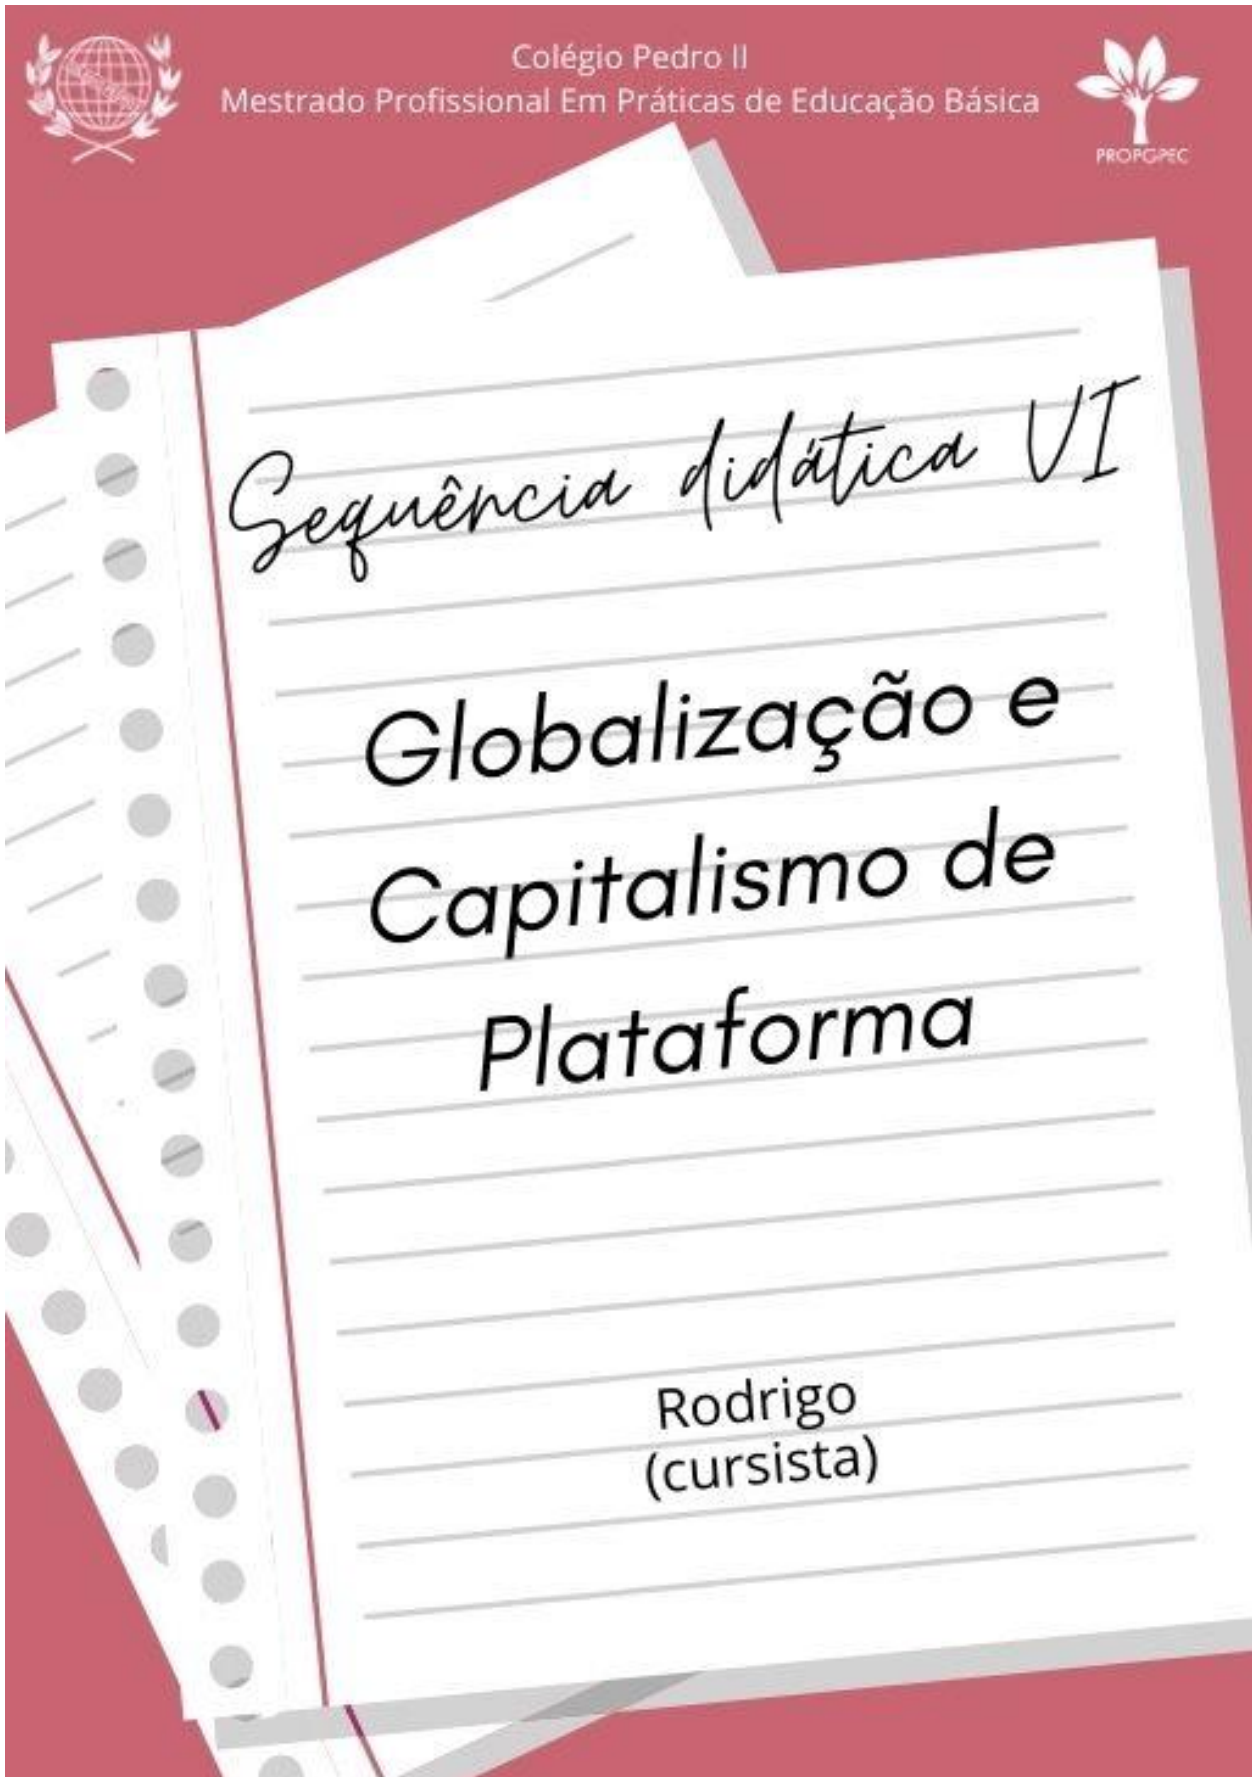 Colégio Pedro II
Mestrado Profissional Em Práticas de Educação Básica
PROPGPEC
Sequência didática VI
Globalização e
Capitalismo de
Plataforma
Rodrigo
(cursista)